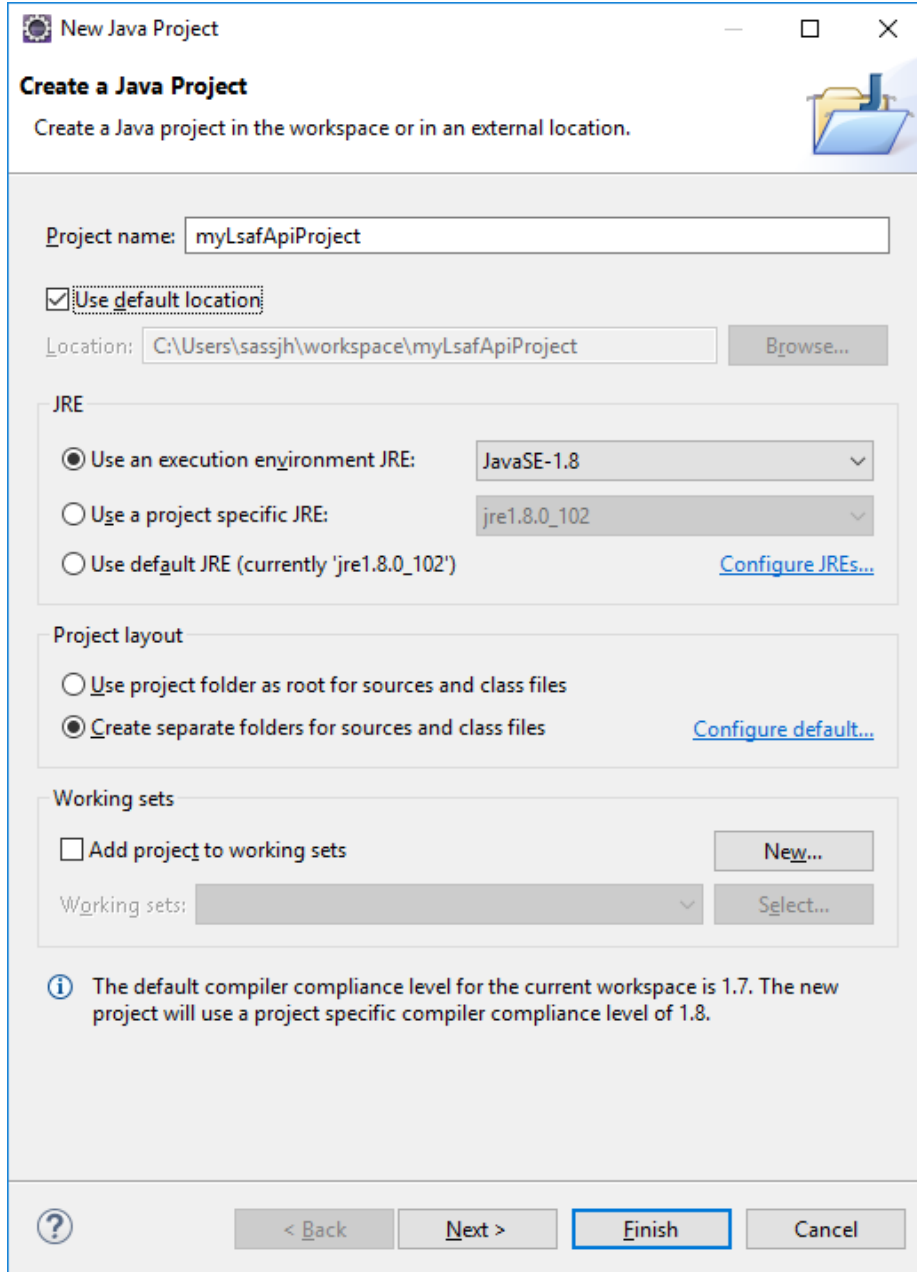 New Java Project
Create a Java Project
Create a Java project in the workspace or in an external location.
Project name: myLsafApiProject
Use default location
Location: C:\Users\sassjh\workspace\myLsafApiProject Browse...
JRE
Use an execution environment JRE: JavaSE-1.8
Use a project specific JRE: jre1.8.0_102
Use default JRE (currently 'jre1.8.0_102') Configure JREs...
Project layout
Use project folder as root for sources and class files
Create separate folders for sources and class files Configure default...
Working sets
Add project to working sets New...
Working sets: Select...
The default compiler compliance level for the current workspace is 1.7. The new
project will use a project specific compiler compliance level of 1.8.
? < Back Next > Finish Cancel